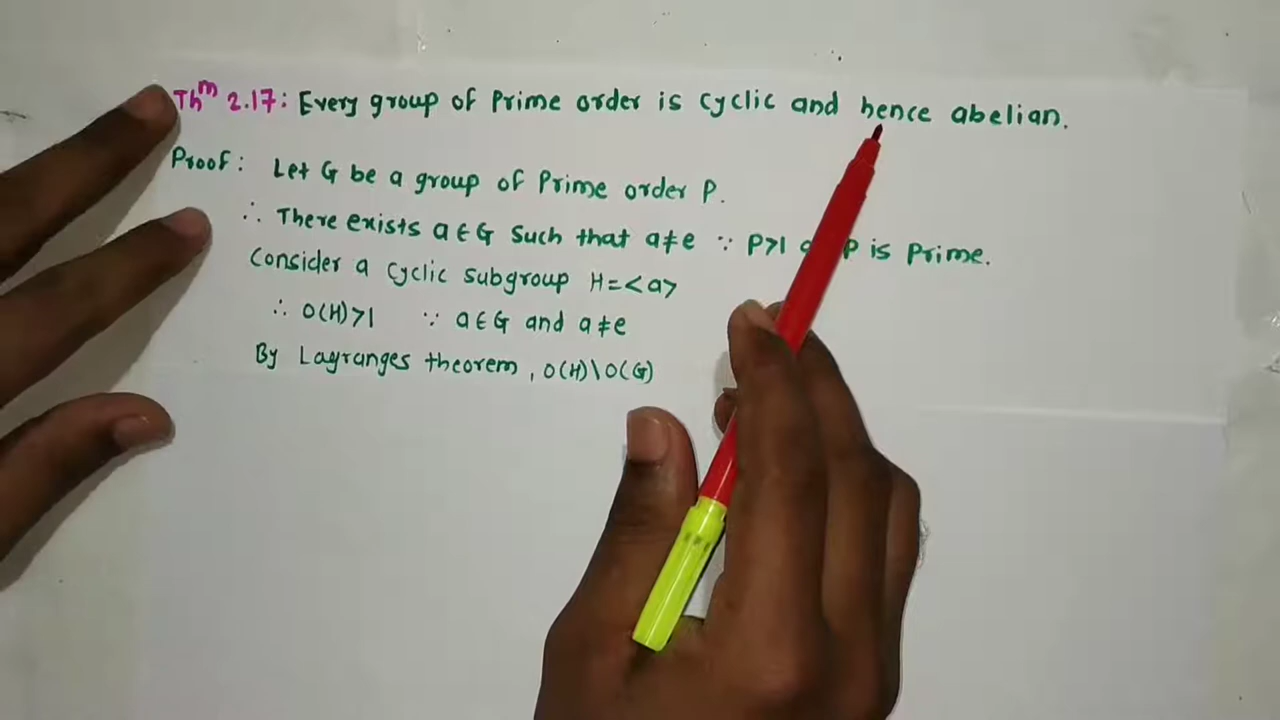 Thm 2.17: Every group of Prime order is cyclic and hence abelian.
Proof: Let G be a group of Prime order P.
∴ There exists a∈G Such that a≠e ∵ P>1 P is Prime.
Consider a cyclic subgroup H=<a>
∴ O(H)>1 ∵ a∈G and a≠e
By Lagranges theorem, O(H)\O(G)